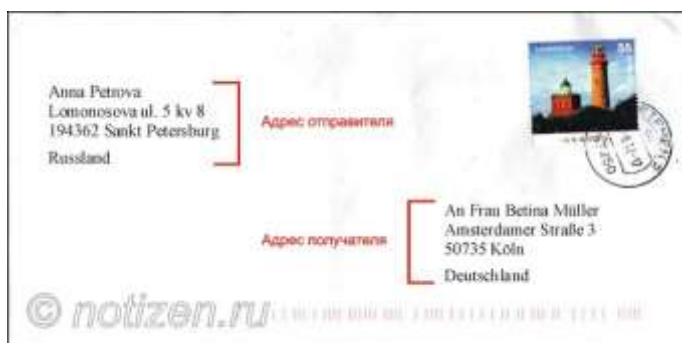 55
Anna Petrova
Lomonosova ul. 5 kv 8
194362 Sankt Petersburg
Russland
Адрес отправителя
An Frau Betina Müller
Amsterdamer Straße 3
50735 Köln
Deutschland
Адрес получателя
© notizen.ru